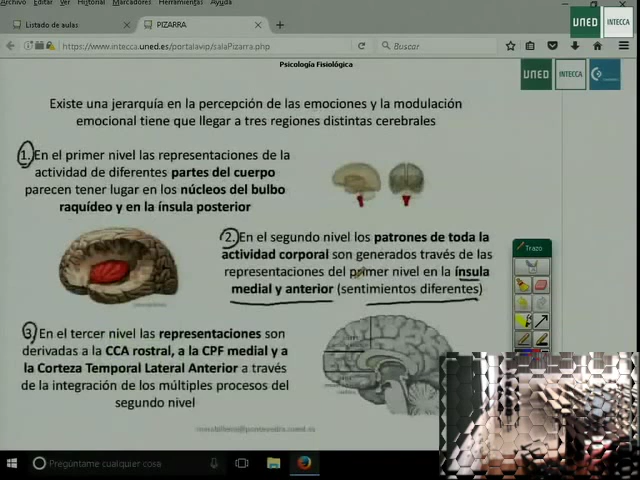 Archivo Editar Ver Historial Marcadores Herramientas Ayuda
Listado de aulas
PIZARRA
https://www.intecca.uned.es/portalavip/salaPizarra.php
Buscar
UNED
INTECCA
Psicología Fisiológica
UNED
INTECCA
Existe una jerarquía en la percepción de las emociones y la modulación
emocional tiene que llegar a tres regiones distintas cerebrales
1. En el primer nivel las representaciones de la
actividad de diferentes partes del cuerpo
parecen tener lugar en los núcleos del bulbo
raquídeo y en la ínsula posterior
2. En el segundo nivel los patrones de toda la
actividad corporal son generados través de las
representaciones del primer nivel en la ínsula
medial y anterior (sentimientos diferentes)
Trazo
3) En el tercer nivel las representaciones son
derivadas a la CCA rostral, a la CPF medial y a
la Corteza Temporal Lateral Anterior a través
de la integración de los múltiples procesos del
segundo nivel
Pregúntame cualquier cosa